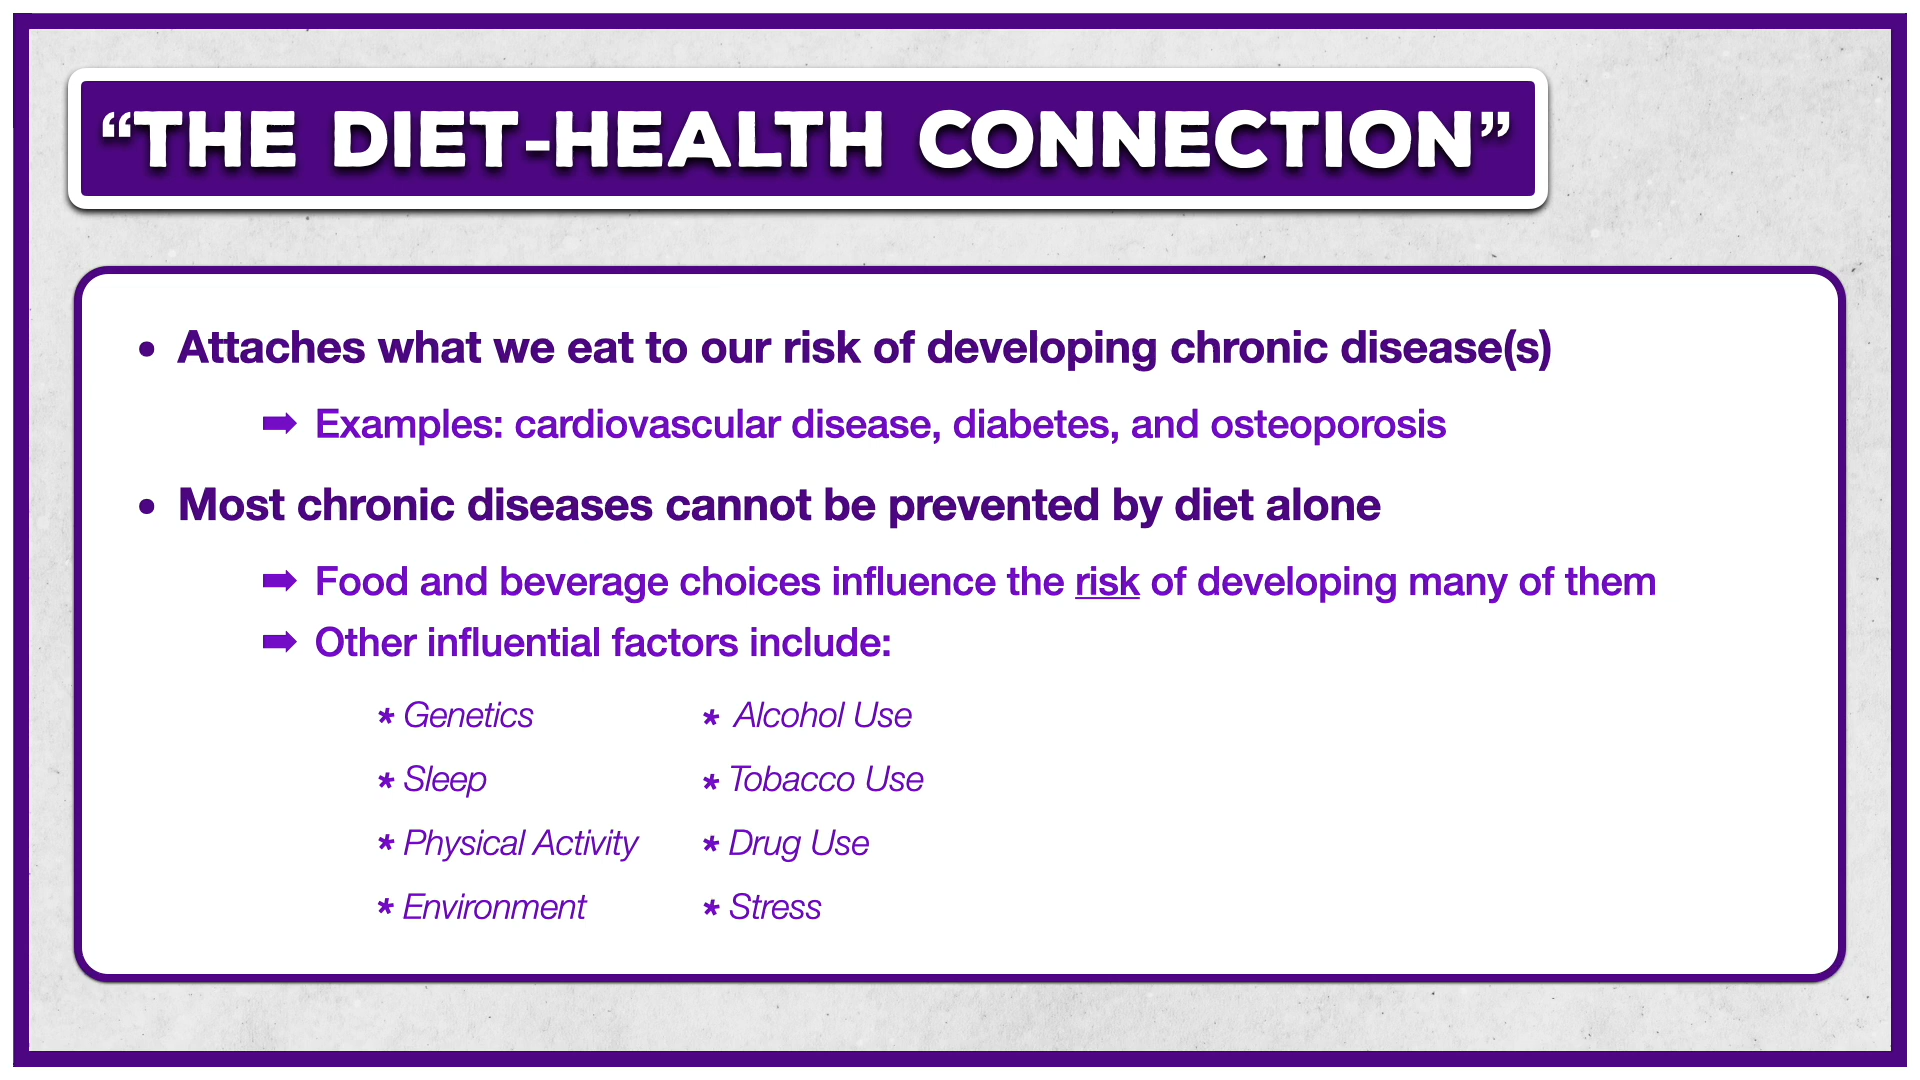 “THE DIET-HEALTH CONNECTION”
• Attaches what we eat to our risk of developing chronic disease(s)
➡ Examples: cardiovascular disease, diabetes, and osteoporosis
• Most chronic diseases cannot be prevented by diet alone
➡ Food and beverage choices influence the risk of developing many of them
➡ Other influential factors include:
* Genetics
* Sleep
* Physical Activity
* Environment
* Alcohol Use
* Tobacco Use
* Drug Use
* Stress